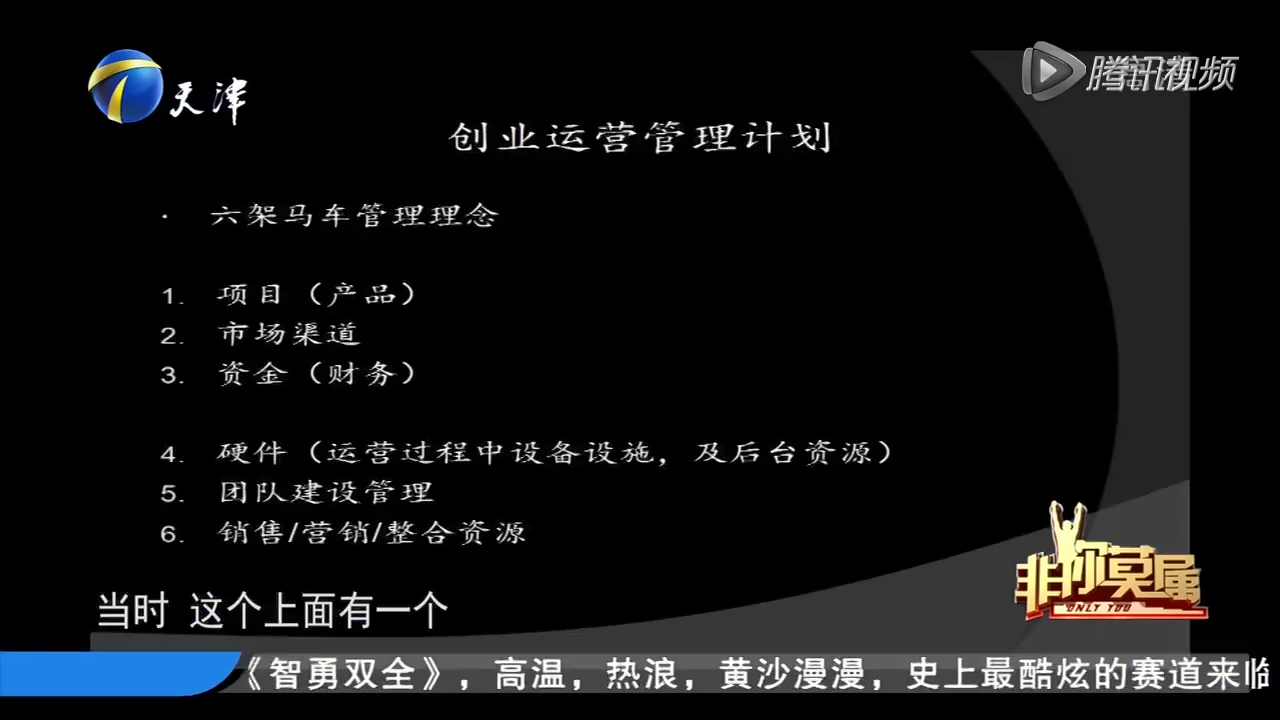 天津
腾讯视频
创业运营管理计划
· 六架马车管理理念
1. 项目（产品）
2. 市场渠道
3. 资金（财务）
4. 硬件（运营过程中设备设施，及后台资源）
5. 团队建设管理
6. 销售/营销/整合资源
非你莫属
ONLY YOU
当时 这个上面有一个
《智勇双全》，高温，热浪，黄沙漫漫，史上最酷炫的赛道来临